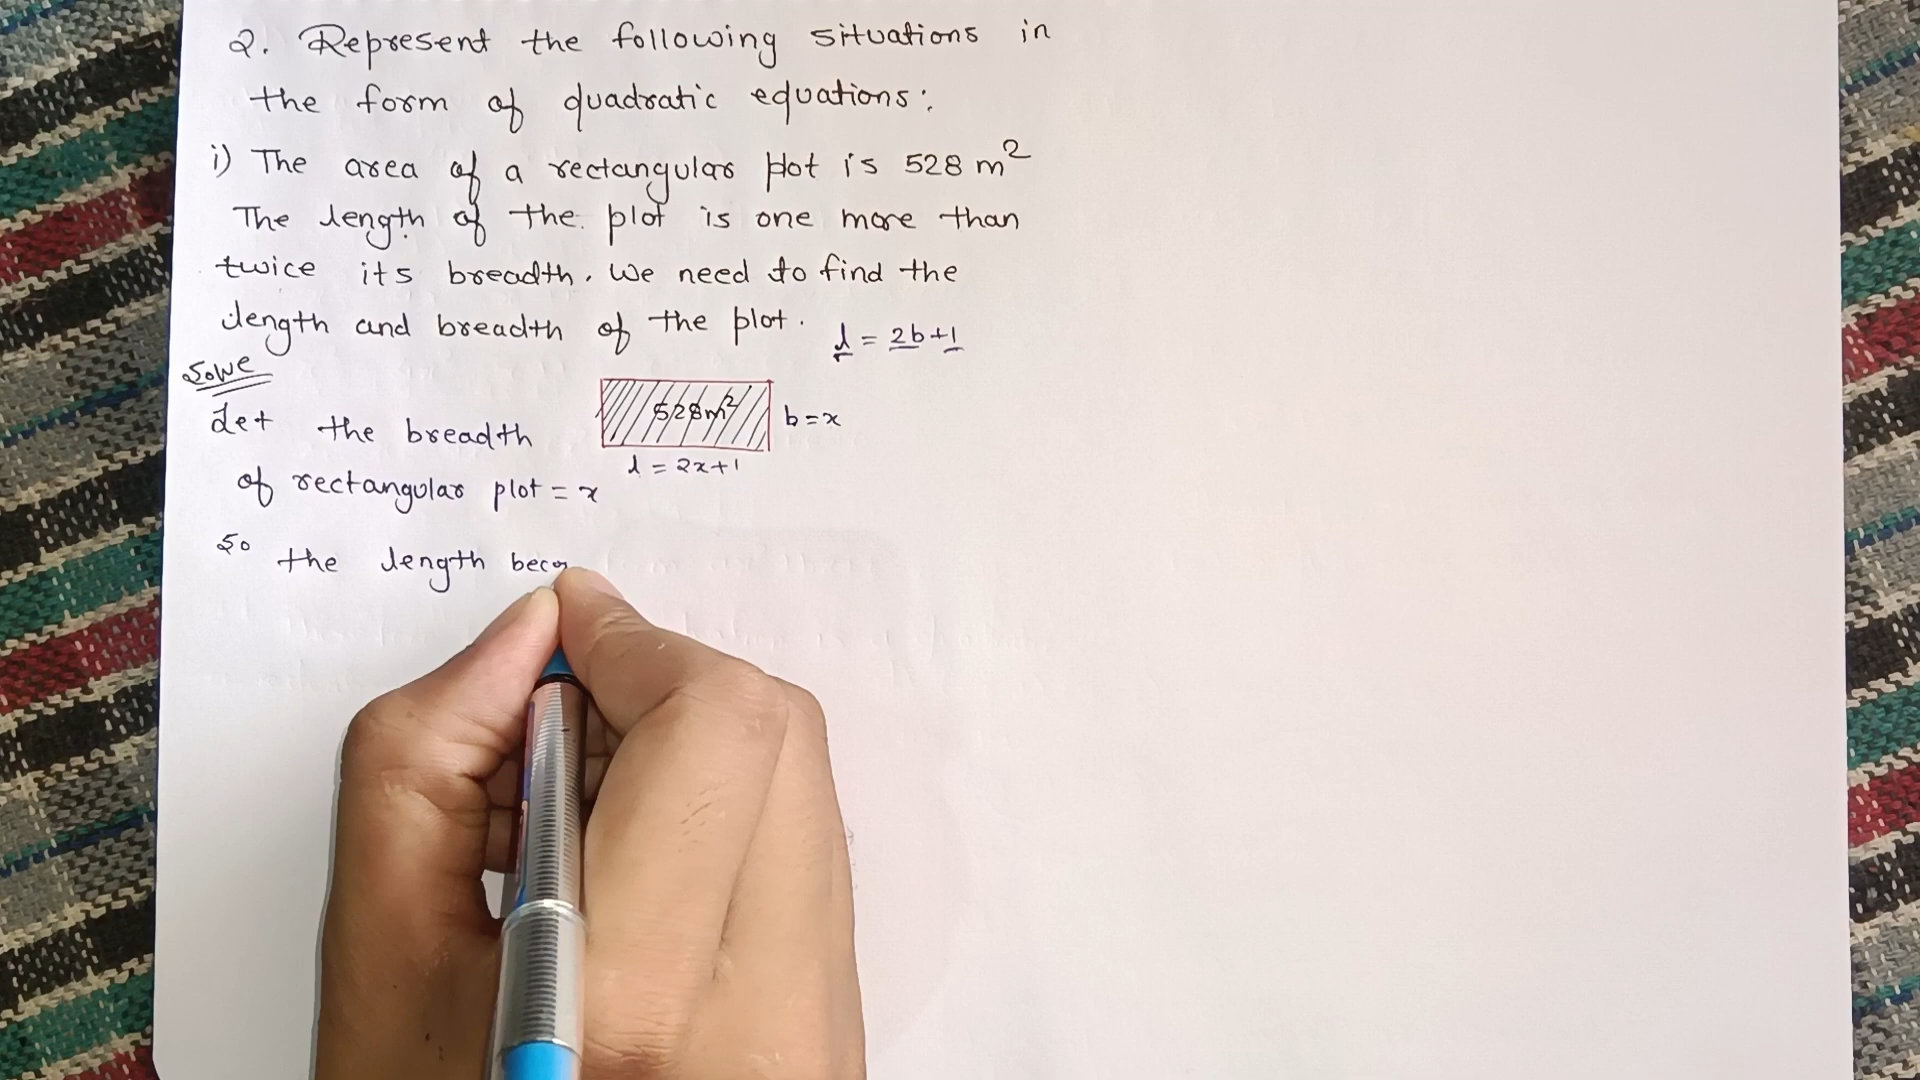 2. Represent the following situations in
the form of quadratic equations:
i) The area of a rectangular plot is 528 m²
The length of the plot is one more than
twice its breadth. We need to find the
length and breadth of the plot.
l = 2b+1
Solve
528m²
b = x
l = 2x+1
Let the breadth
of rectangular plot = x
So the length beco